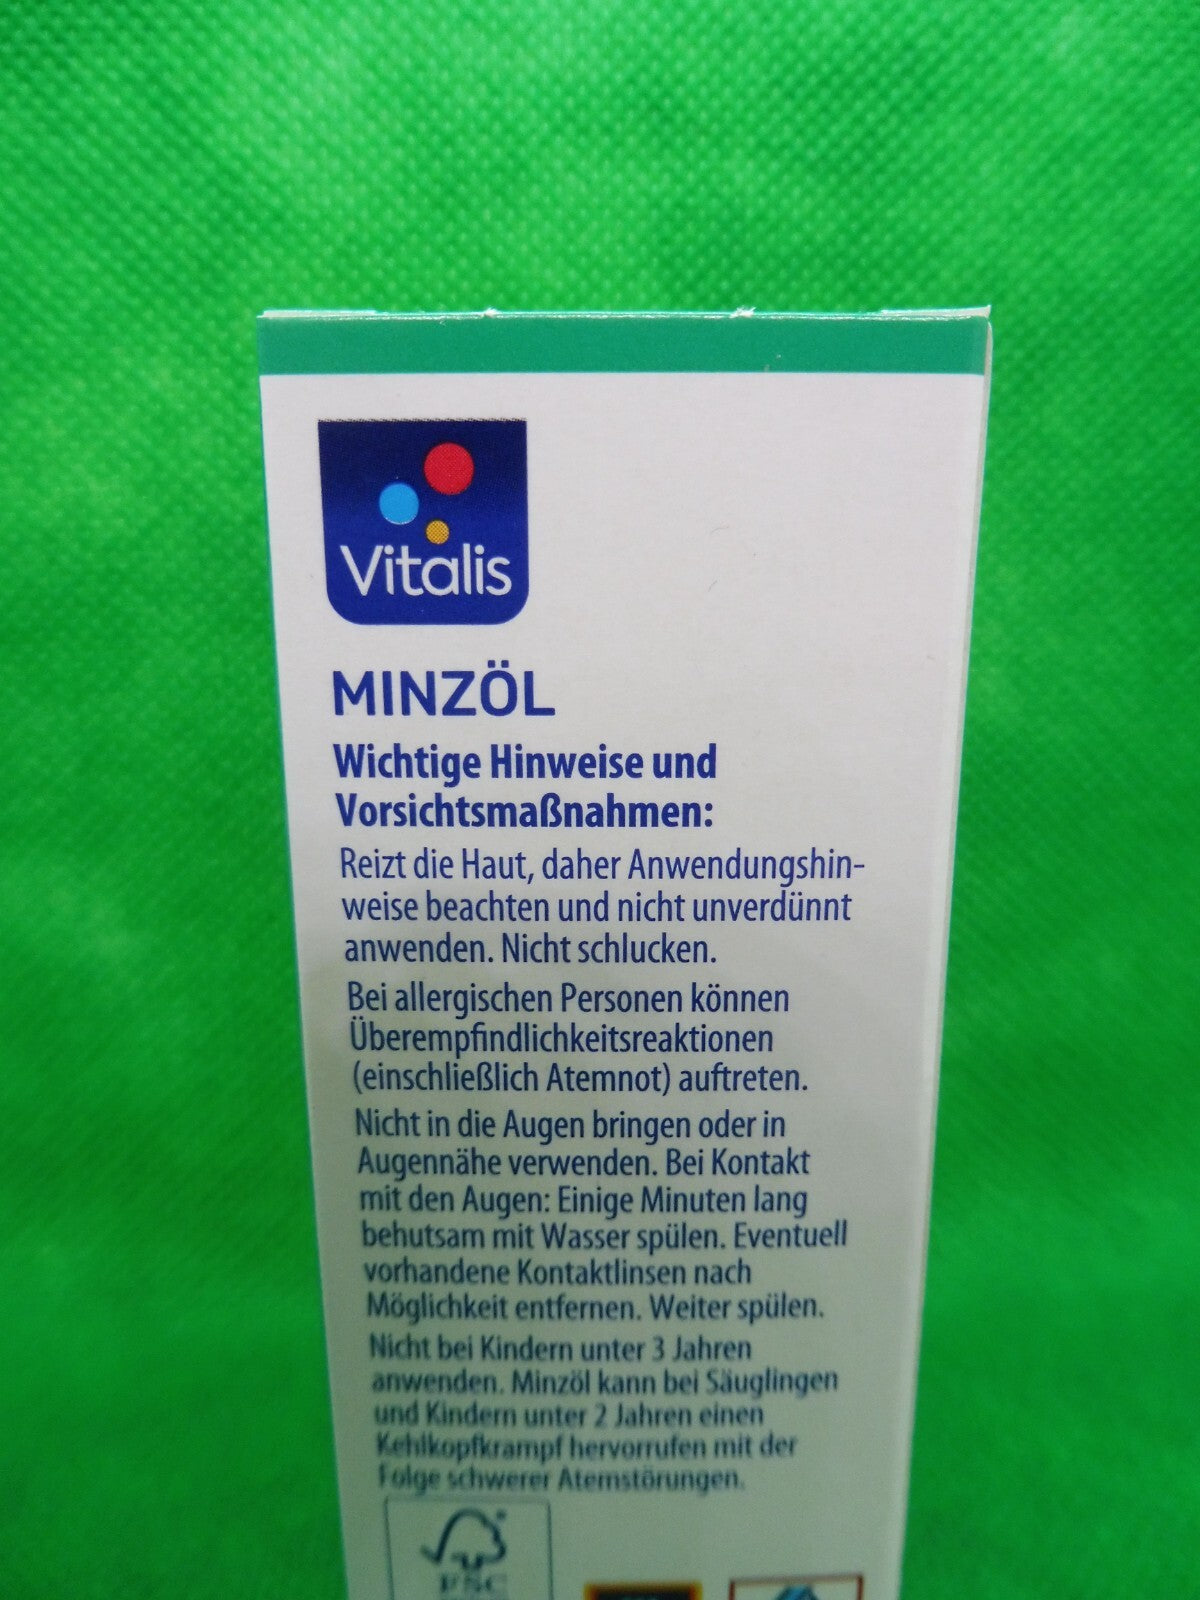 Vitalis
MINZÖL
Wichtige Hinweise und
Vorsichtsmaßnahmen:
Reizt die Haut, daher Anwendungshin-
weise beachten und nicht unverdünnt
anwenden. Nicht schlucken.
Bei allergischen Personen können
Überempfindlichkeitsreaktionen
(einschließlich Atemnot) auftreten.
Nicht in die Augen bringen oder in
Augennähe verwenden. Bei Kontakt
mit den Augen: Einige Minuten lang
behutsam mit Wasser spülen. Eventuell
vorhandene Kontaktlinsen nach
Möglichkeit entfernen. Weiter spülen.
Nicht bei Kindern unter 3 Jahren
anwenden. Minzöl kann bei Säuglingen
und Kindern unter 2 Jahren einen
Kehlkopfkrampf hervorrufen mit der
Folge schwerer Atemstörungen.
FSC